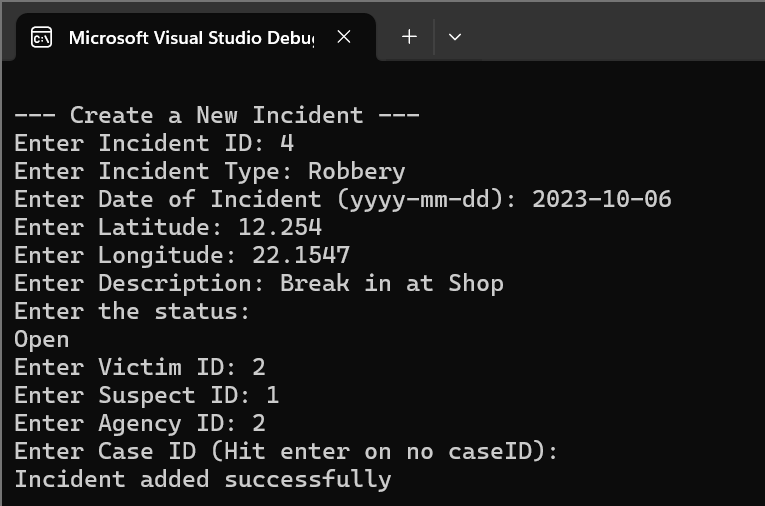 Microsoft Visual Studio Debug
--- Create a New Incident ---
Enter Incident ID: 4
Enter Incident Type: Robbery
Enter Date of Incident (yyyy-mm-dd): 2023-10-06
Enter Latitude: 12.254
Enter Longitude: 22.1547
Enter Description: Break in at Shop
Enter the status:
Open
Enter Victim ID: 2
Enter Suspect ID: 1
Enter Agency ID: 2
Enter Case ID (Hit enter on no caseID):
Incident added successfully